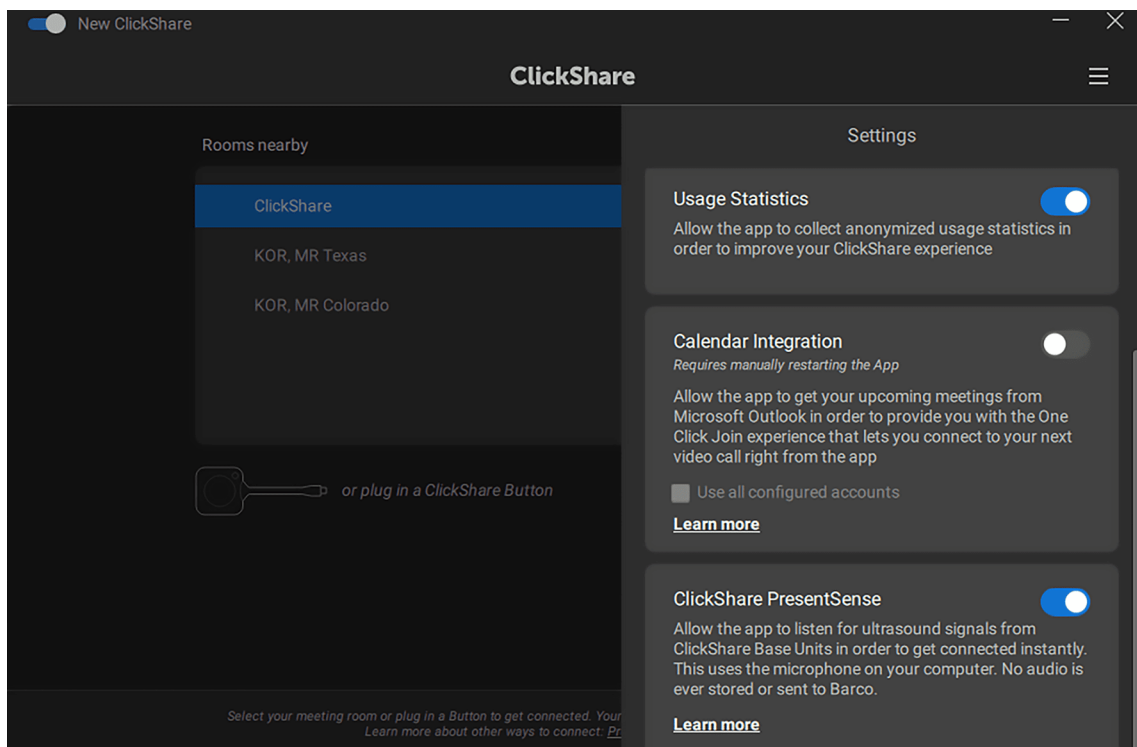 New ClickShare
ClickShare
Rooms nearby
ClickShare
KOR, MR Texas
KOR, MR Colorado
or plug in a ClickShare Button
Select your meeting room or plug in a Button to get connected. Your
Learn more about other ways to connect: Pr
Settings
Usage Statistics
Allow the app to collect anonymized usage statistics in
order to improve your ClickShare experience
Calendar Integration
Requires manually restarting the App
Allow the app to get your upcoming meetings from
Microsoft Outlook in order to provide you with the One
Click Join experience that lets you connect to your next
video call right from the app
Use all configured accounts
Learn more
ClickShare PresentSense
Allow the app to listen for ultrasound signals from
ClickShare Base Units in order to get connected instantly.
This uses the microphone on your computer. No audio is
ever stored or sent to Barco.
Learn more